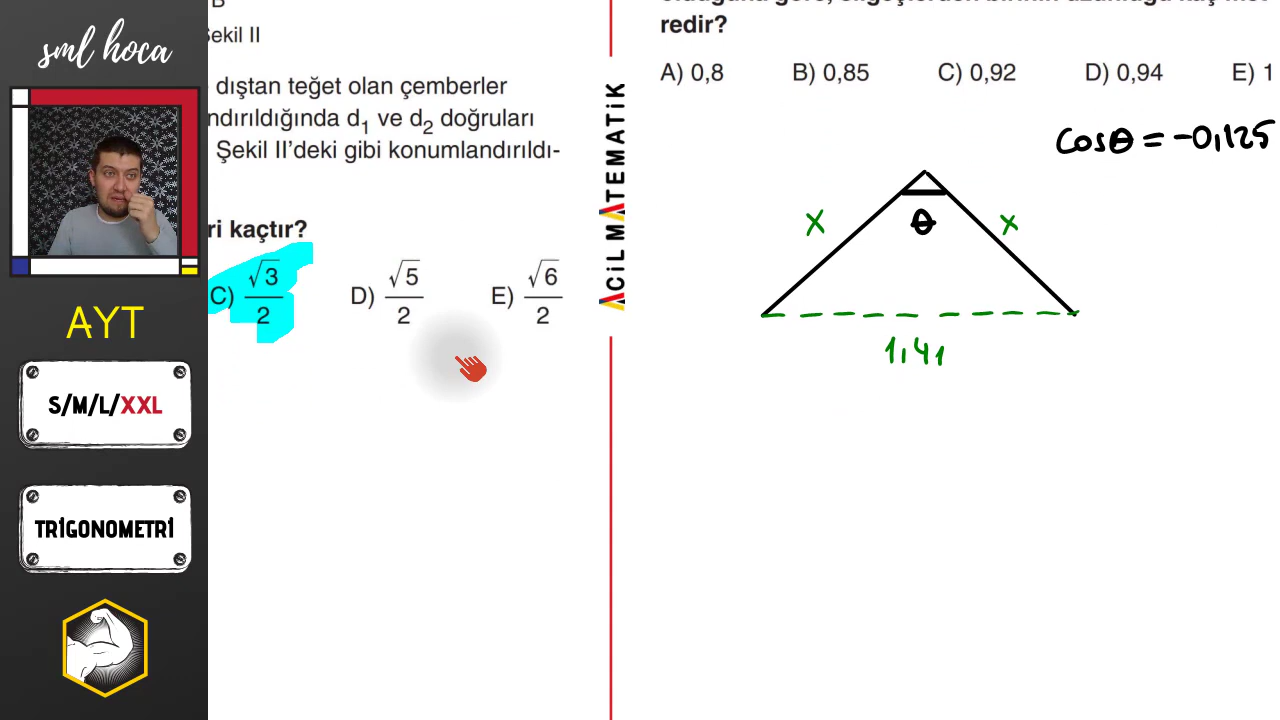 sml hoca
AYT
S/M/L/XXL
TRİGONOMETRİ
B
Şekil II
dıştan teğet olan çemberler
ndırıldığında d1 ve d2 doğruları
Şekil II'deki gibi konumlandırıldı-
ri kaçtır?
C) √3/2 D) √5/2 E) √6/2
ACİL MATEMATİK
redir?
A) 0,8 B) 0,85 C) 0,92 D) 0,94 E) 1
cosθ = -0,125
x θ x
1,41